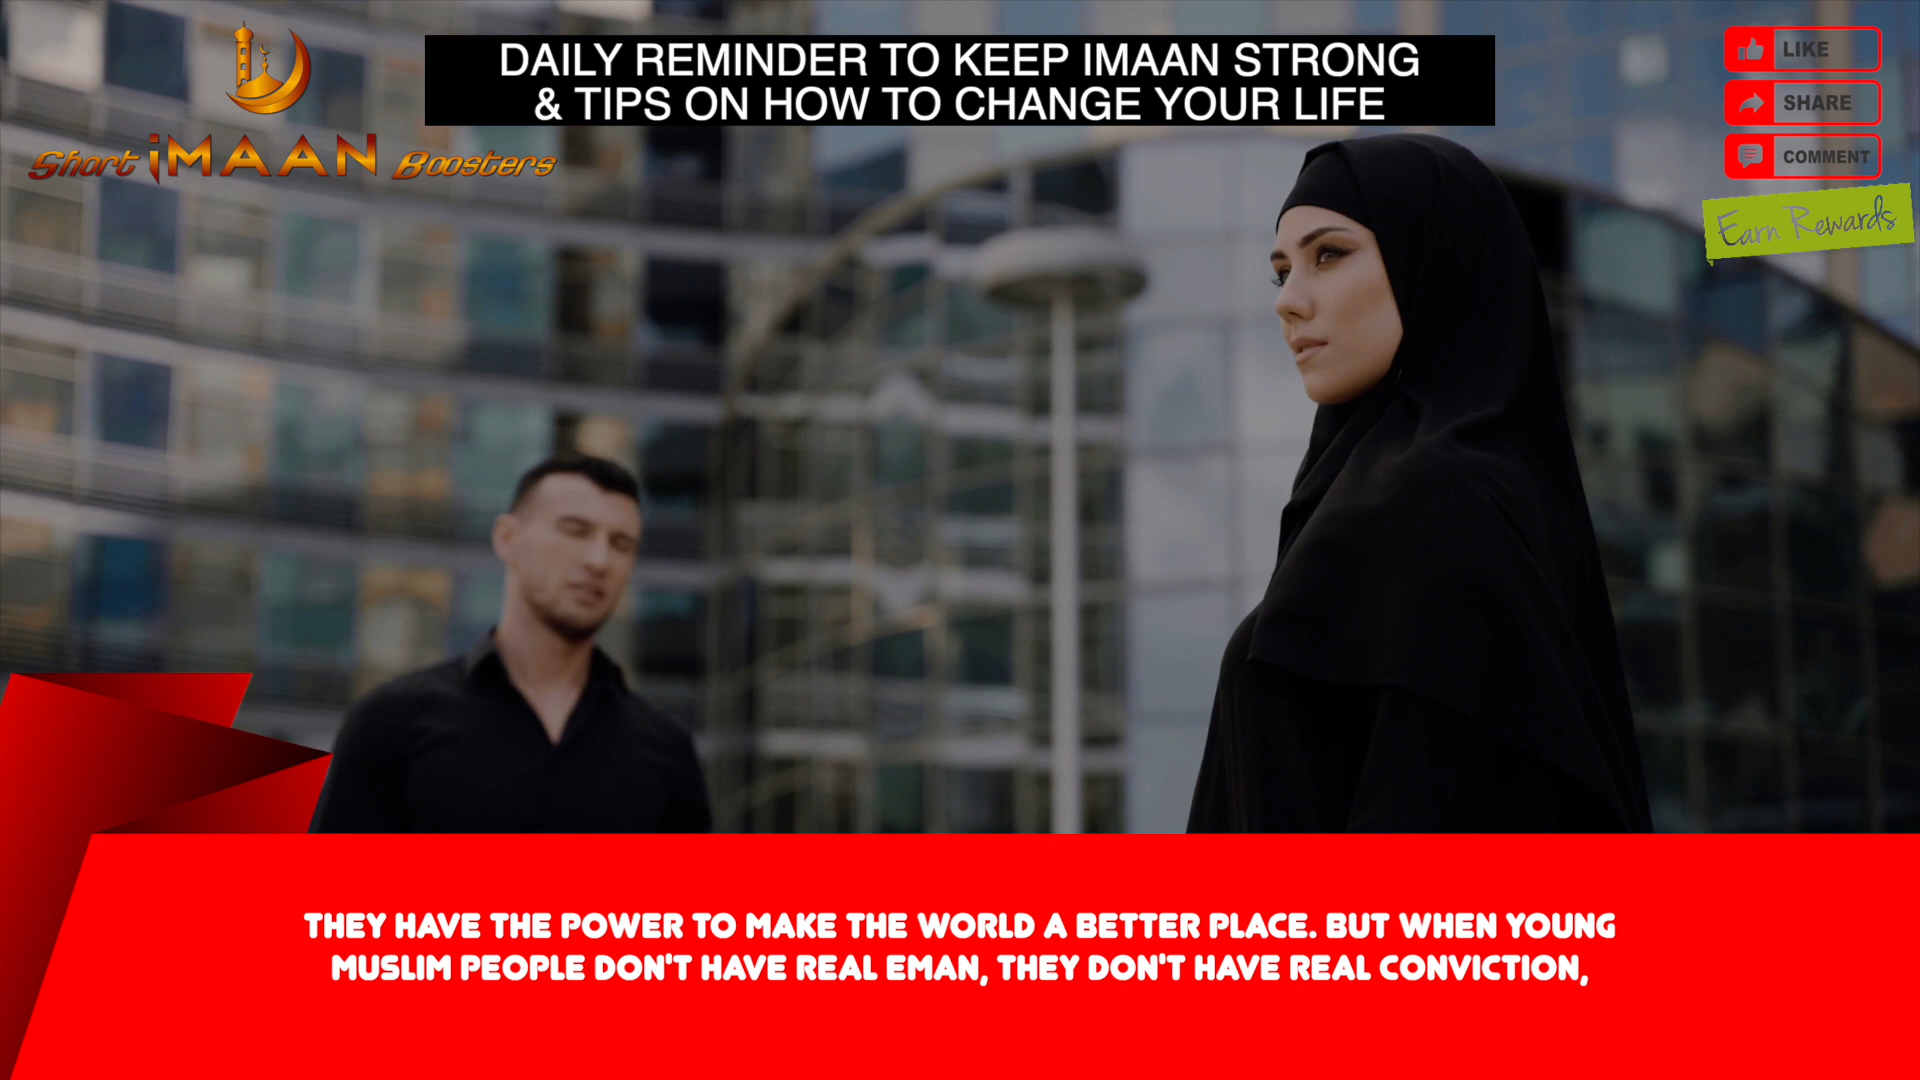 DAILY REMINDER TO KEEP IMAAN STRONG
& TIPS ON HOW TO CHANGE YOUR LIFE
Short iMAAN Boosters
LIKE
SHARE
COMMENT
Earn Rewards
THEY HAVE THE POWER TO MAKE THE WORLD A BETTER PLACE. BUT WHEN YOUNG
MUSLIM PEOPLE DON'T HAVE REAL EMAN, THEY DON'T HAVE REAL CONVICTION,